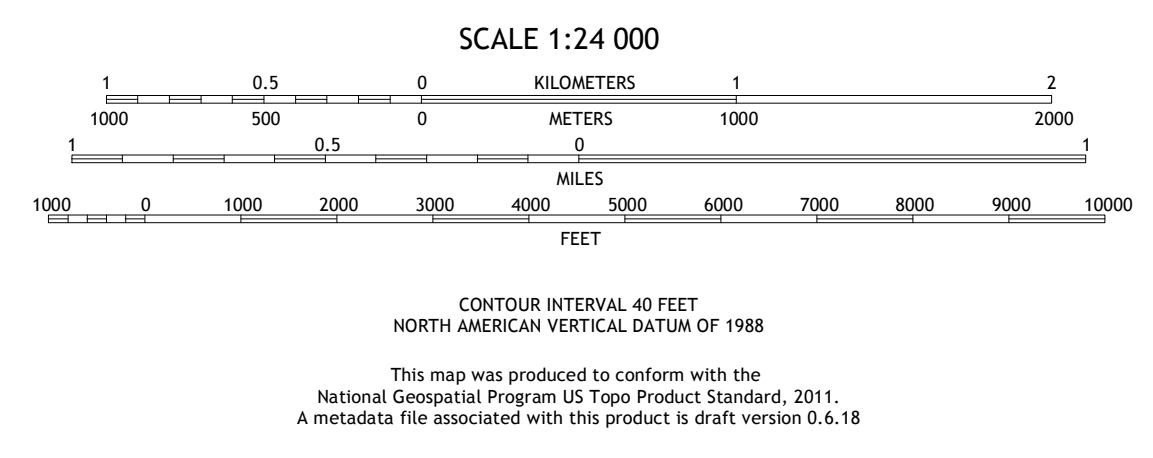 SCALE 1:24 000
1 0.5 0 KILOMETERS 1 2
1000 500 0 METERS 1000 2000
1 0.5 0 1
MILES
1000 0 1000 2000 3000 4000 5000 6000 7000 8000 9000 10000
FEET
CONTOUR INTERVAL 40 FEET
NORTH AMERICAN VERTICAL DATUM OF 1988
This map was produced to conform with the
National Geospatial Program US Topo Product Standard, 2011.
A metadata file associated with this product is draft version 0.6.18